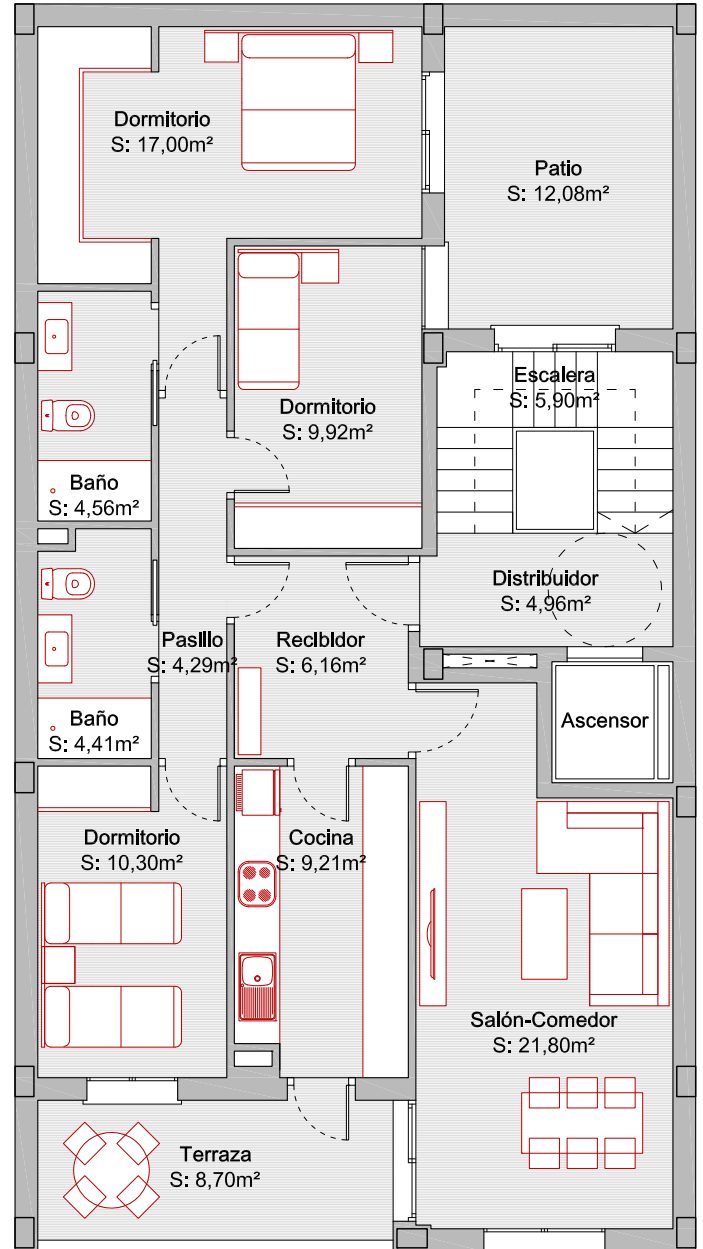 Dormitorio
S: 17,00m²
Patio
S: 12,08m²
Escalera
S: 5,90m²
Dormitorio
S: 9,92m²
Baño
S: 4,56m²
Distribuidor
S: 4,96m²
Pasillo
S: 4,29m²
Recibidor
S: 6,16m²
Baño
S: 4,41m²
Ascensor
Dormitorio
S: 10,30m²
Cocina
S: 9,21m²
Salón-Comedor
S: 21,80m²
Terraza
S: 8,70m²